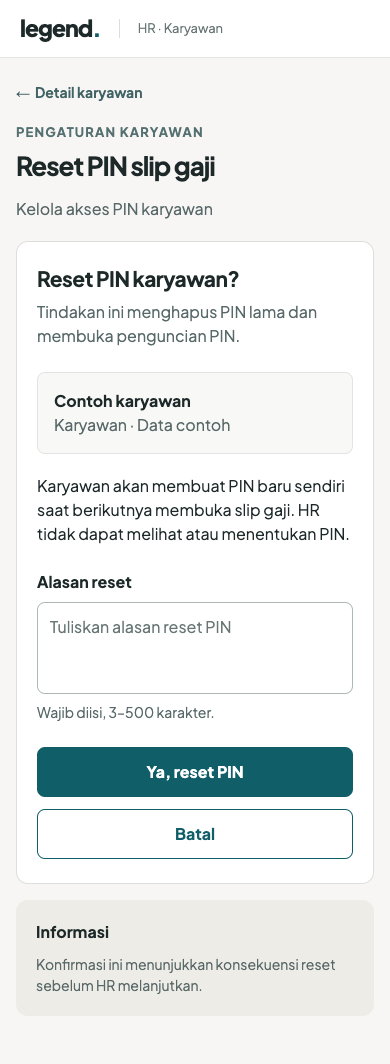 legend.
HR · Karyawan
← Detail karyawan
PENGATURAN KARYAWAN
Reset PIN slip gaji
Kelola akses PIN karyawan
Reset PIN karyawan?
Tindakan ini menghapus PIN lama dan
membuka penguncian PIN.
Contoh karyawan
Karyawan · Data contoh
Karyawan akan membuat PIN baru sendiri
saat berikutnya membuka slip gaji. HR
tidak dapat melihat atau menentukan PIN.
Alasan reset
Tuliskan alasan reset PIN
Wajib diisi, 3–500 karakter.
Ya, reset PIN
Batal
Informasi
Konfirmasi ini menunjukkan konsekuensi reset
sebelum HR melanjutkan.